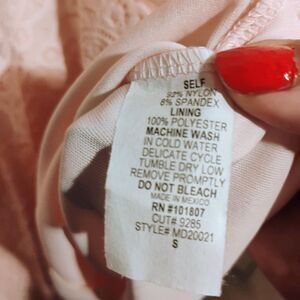 SELF
92% NYLON
8% SPANDEX
LINING
100% POLYESTER
MACHINE WASH
IN COLD WATER
DELICATE CYCLE
TUMBLE DRY LOW
REMOVE PROMPTLY
DO NOT BLEACH
MADE IN MEXICO
RN #101807
CUT# 9285
STYLE# MD20021
S